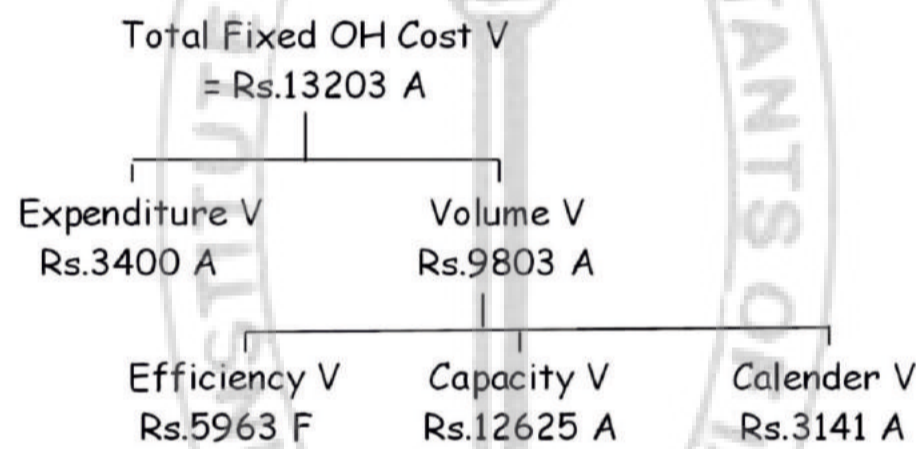 Total Fixed OH Cost V
= Rs.13203 A
Expenditure V Volume V
Rs.3400 A Rs.9803 A
Efficiency V Capacity V Calender V
Rs.5963 F Rs.12625 A Rs.3141 A